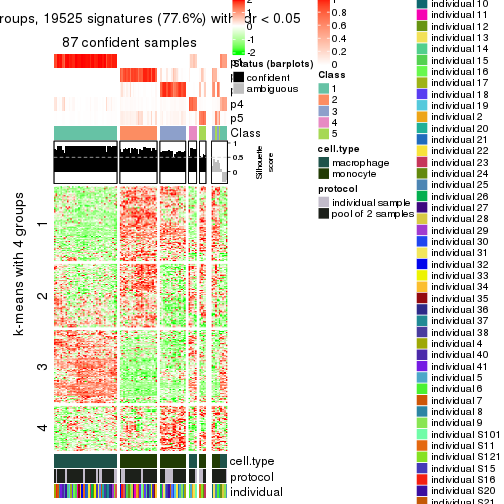 roups, 19525 signatures (77.6%) with fdr < 0.05
87 confident samples
2
1
0
-1
-2
0.8
0.6
0.4
0.2
0
Status (barplots)
confident
ambiguous
p4
p5
Class
1
0.5
0
Silhouette
score
k-means with 4 groups
1
2
3
4
cell.type
protocol
individual
Class
1
2
3
4
5
cell.type
macrophage
monocyte
protocol
individual sample
pool of 2 samples
individual 10
individual 11
individual 12
individual 13
individual 14
individual 15
individual 16
individual 17
individual 18
individual 19
individual 2
individual 20
individual 21
individual 22
individual 23
individual 24
individual 25
individual 26
individual 27
individual 28
individual 29
individual 30
individual 31
individual 32
individual 33
individual 34
individual 35
individual 36
individual 37
individual 38
individual 4
individual 40
individual 41
individual 5
individual 6
individual 7
individual 8
individual 9
individual S101
individual S11
individual S121
individual S15
individual S16
individual S20
individual S21